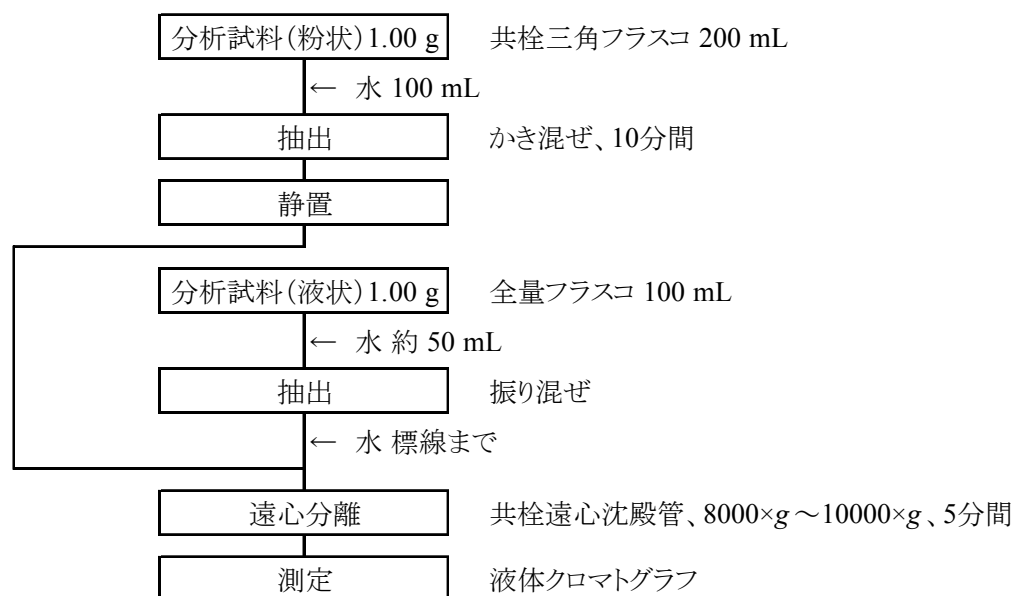 分析試料(粉状)1.00 g 共栓三角フラスコ 200 mL
← 水 100 mL
抽出 かき混ぜ、10分間
静置
分析試料(液状)1.00 g 全量フラスコ 100 mL
← 水 約 50 mL
抽出 振り混ぜ
← 水 標線まで
遠心分離 共栓遠心沈殿管、8000×g～10000×g、5分間
測定 液体クロマトグラフ